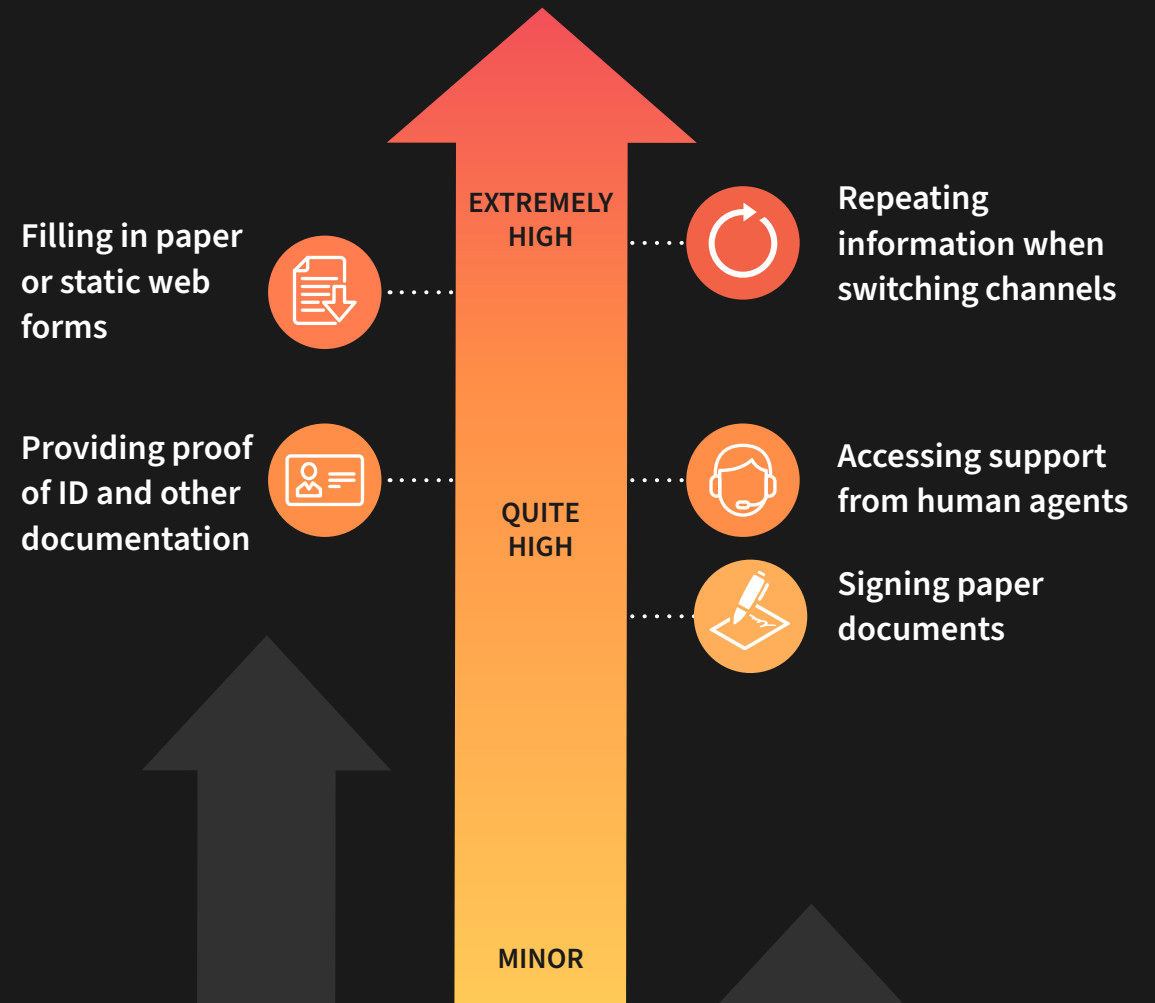 EXTREMELY
HIGH
Repeating
information when
switching channels
Filling in paper
or static web
forms
Providing proof
of ID and other
documentation
Accessing support
from human agents
QUITE
HIGH
Signing paper
documents
MINOR